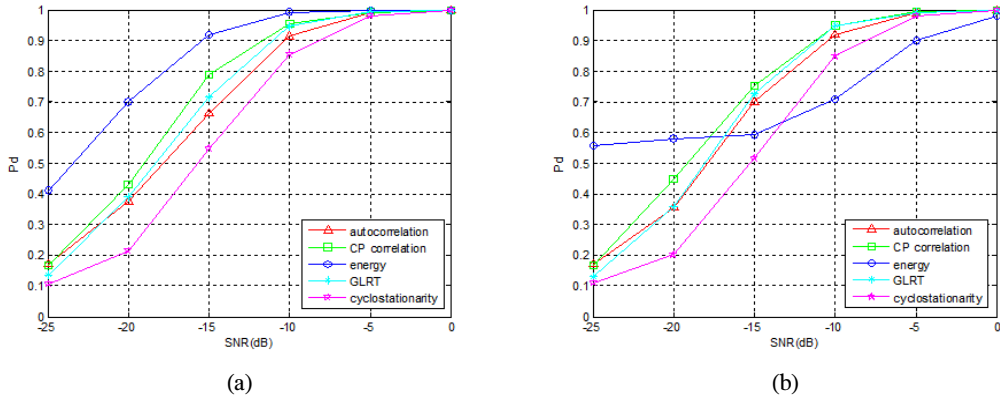 1
0.9
0.8
0.7
0.6
0.5
0.4
0.3
0.2
0.1
0
Pd
-25 -20 -15 -10 -5 0
SNR(dB)
autocorrelation
CP correlation
energy
GLRT
cyclostationarity
(a)
1
0.9
0.8
0.7
0.6
0.5
0.4
0.3
0.2
0.1
0
Pd
-25 -20 -15 -10 -5 0
SNR(dB)
autocorrelation
CP correlation
energy
GLRT
cyclostationarity
(b)